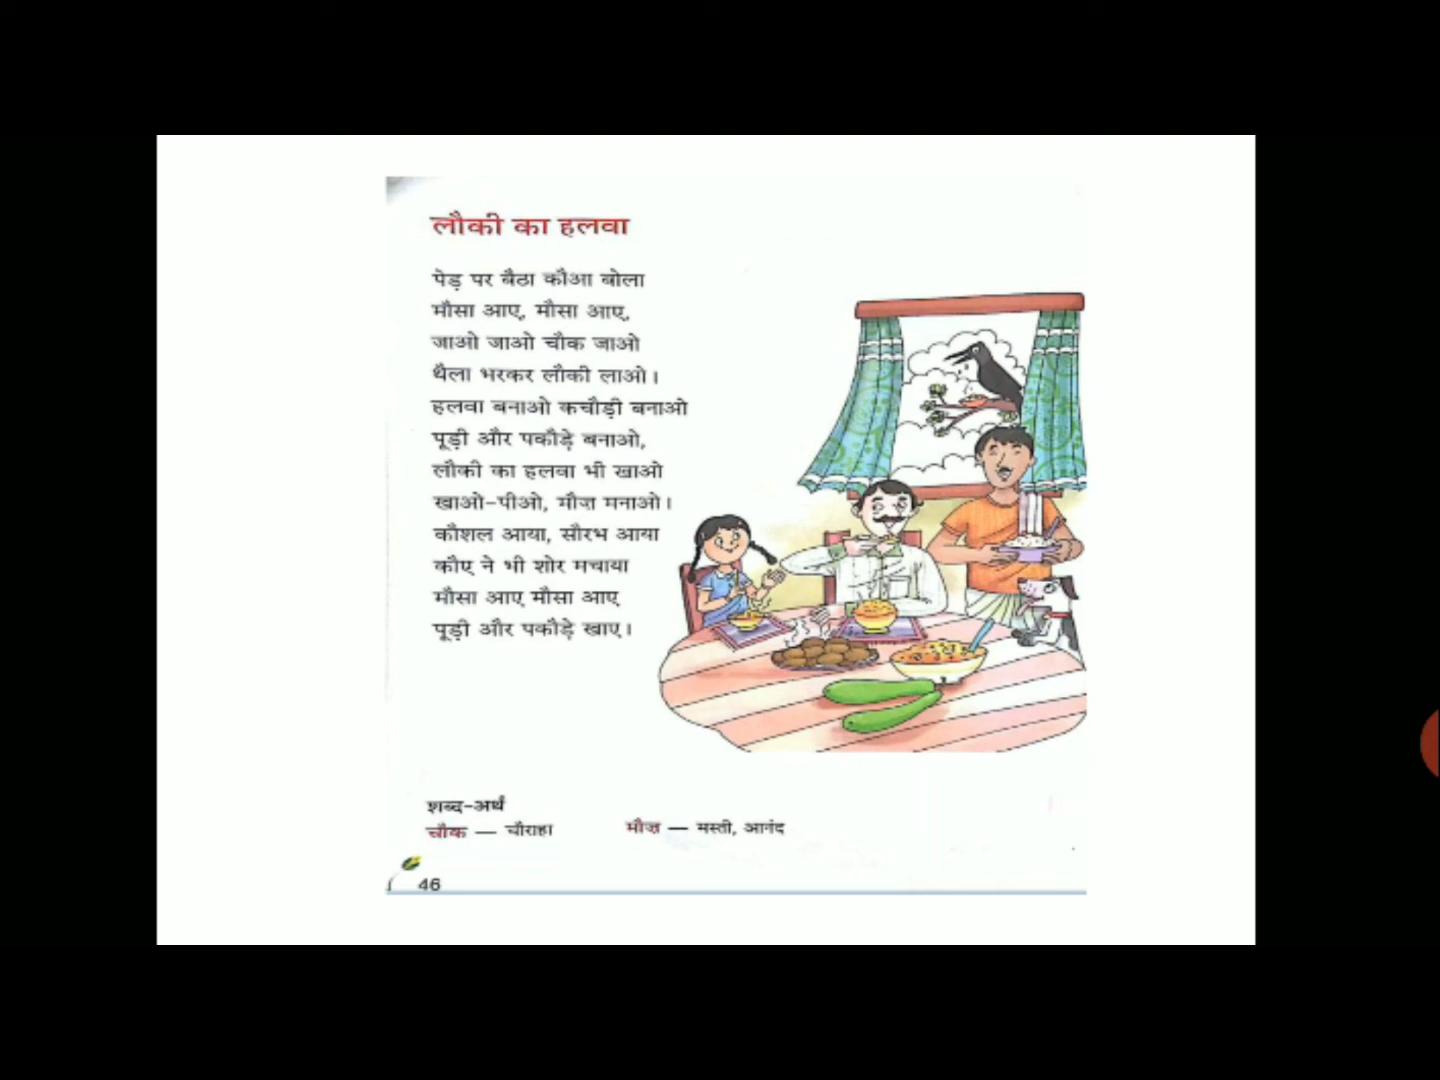 लौकी का हलवा
पेड़ पर बैठा कौआ बोला
मौसा आए, मौसा आए,
जाओ जाओ चौक जाओ
थैला भरकर लौकी लाओ।
हलवा बनाओ कचौड़ी बनाओ
पूड़ी और पकौड़े बनाओ,
लौकी का हलवा भी खाओ
खाओ-पीओ, मौज़ मनाओ।
कौशल आया, सौरभ आया
कौए ने भी शोर मचाया
मौसा आए मौसा आए
पूड़ी और पकौड़े खाए।
शब्द-अर्थ
चौक — चौराहा मौज़ — मस्ती, आनंद
46